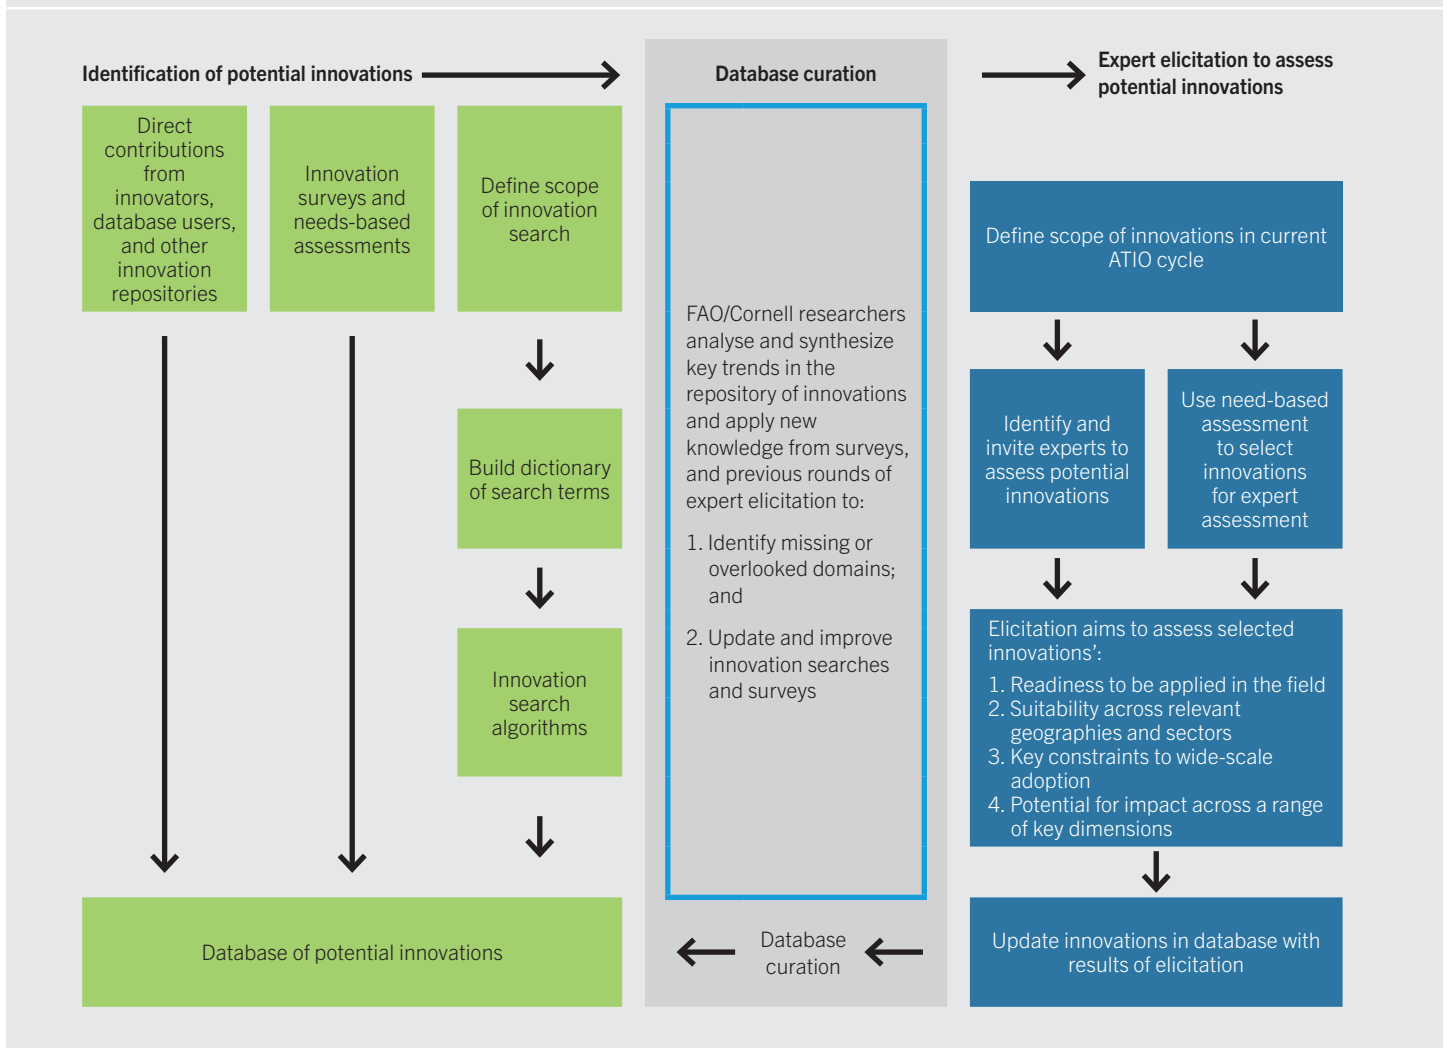 Identification of potential innovations
Direct
contributions
from
innovators,
database users,
and other
innovation
repositories
Innovation
surveys and
needs-based
assessments
Define scope
of innovation
search
Build dictionary
of search terms
Innovation
search
algorithms
Database of potential innovations
Database curation
FAO/Cornell researchers
analyse and synthesize
key trends in the
repository of innovations
and apply new
knowledge from surveys,
and previous rounds of
expert elicitation to:
1. Identify missing or
overlooked domains;
and
2. Update and improve
innovation searches
and surveys
Database
curation
Expert elicitation to assess
potential innovations
Define scope of innovations in current
ATIO cycle
Identify and
invite experts to
assess potential
innovations
Use need-based
assessment
to select
innovations
for expert
assessment
Elicitation aims to assess selected
innovations’:
1. Readiness to be applied in the field
2. Suitability across relevant
geographies and sectors
3. Key constraints to wide-scale
adoption
4. Potential for impact across a range
of key dimensions
Update innovations in database with
results of elicitation